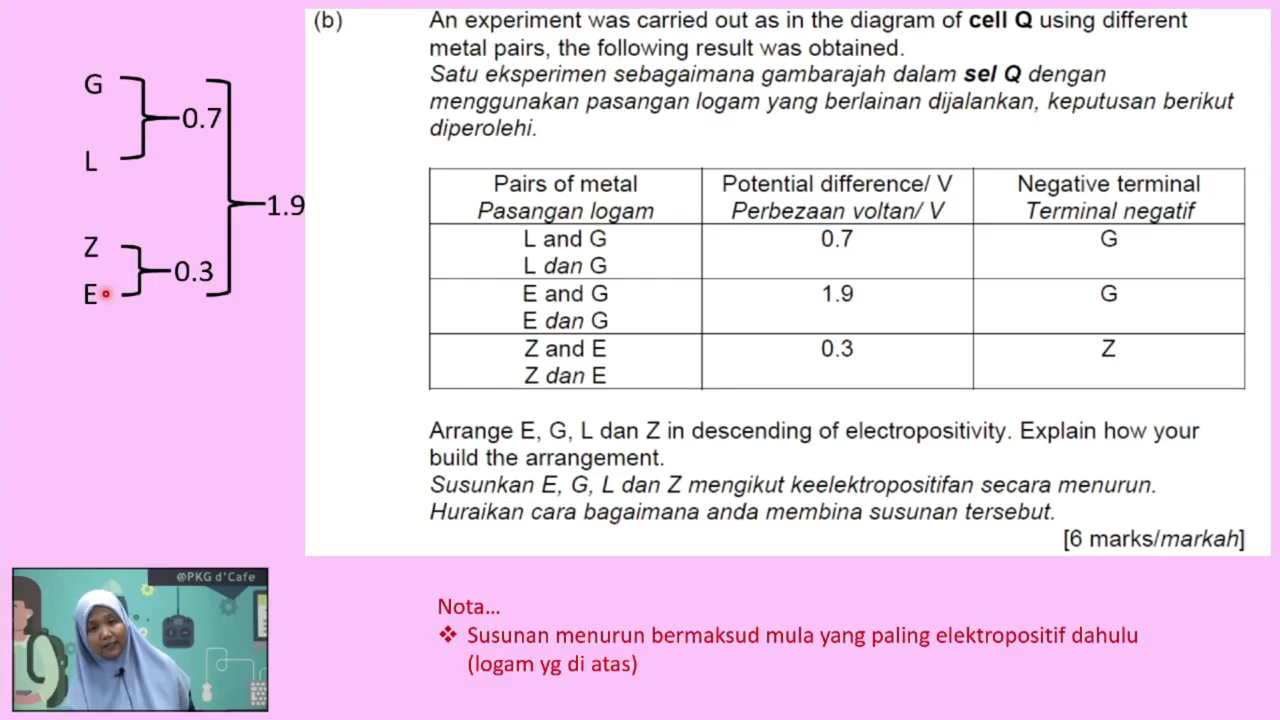 G
L
Z
E
0.7
0.3
1.9
(b) An experiment was carried out as in the diagram of cell Q using different
metal pairs, the following result was obtained.
Satu eksperimen sebagaimana gambarajah dalam sel Q dengan
menggunakan pasangan logam yang berlainan dijalankan, keputusan berikut
diperolehi.
Pairs of metal Potential difference/ V Negative terminal
Pasangan logam Perbezaan voltan/ V Terminal negatif
L and G 0.7 G
L dan G
E and G 1.9 G
E dan G
Z and E 0.3 Z
Z dan E
Arrange E, G, L dan Z in descending of electropositivity. Explain how your
build the arrangement.
Susunkan E, G, L dan Z mengikut keelektropositifan secara menurun.
Huraikan cara bagaimana anda membina susunan tersebut.
[6 marks/markah]
@PKG d'Cafe
Nota...
❖ Susunan menurun bermaksud mula yang paling elektropositif dahulu
(logam yg di atas)